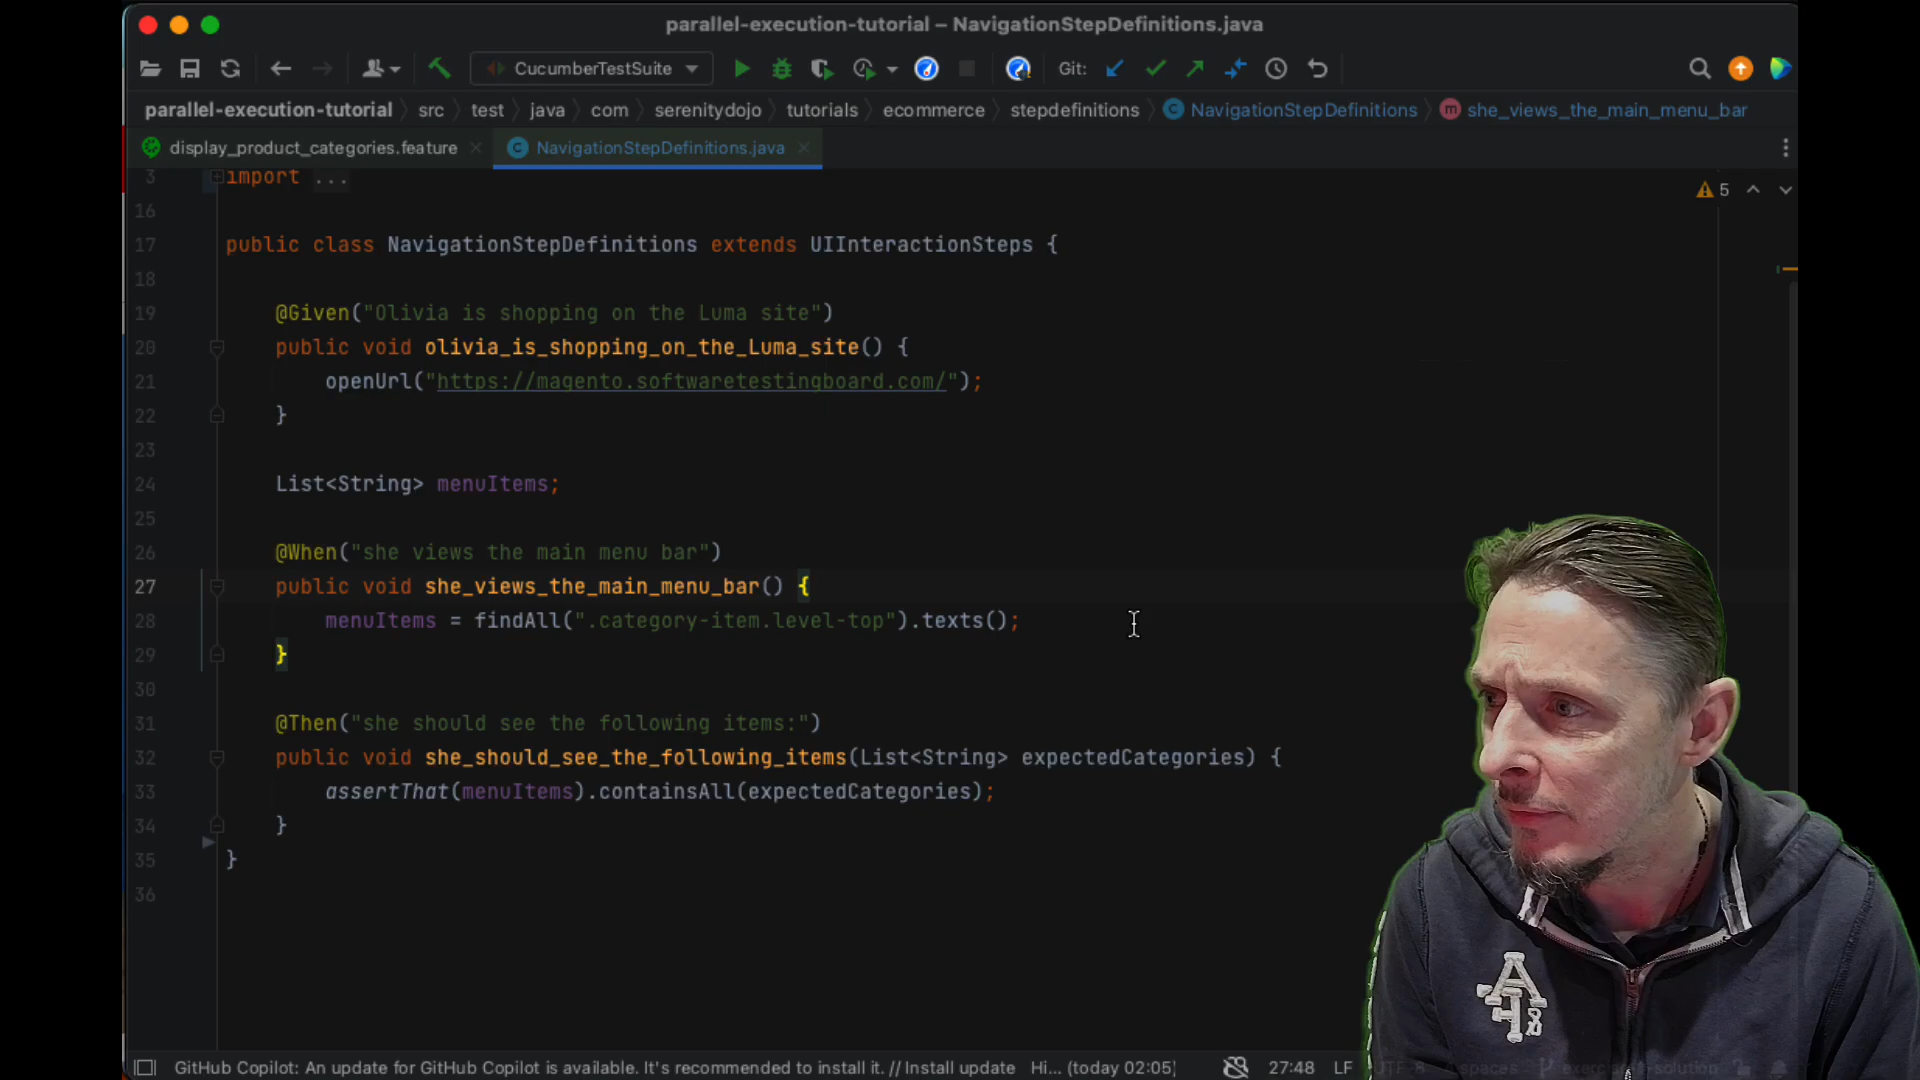 parallel-execution-tutorial – NavigationStepDefinitions.java
CucumberTestSuite Git:
parallel-execution-tutorial src test java com serenitydojo tutorials ecommerce stepdefinitions C NavigationStepDefinitions m she_views_the_main_menu_bar
display_product_categories.feature C NavigationStepDefinitions.java
3 import ... 5
16
17 public class NavigationStepDefinitions extends UIInteractionSteps {
18
19 @Given("Olivia is shopping on the Luma site")
20 public void olivia_is_shopping_on_the_Luma_site() {
21 openUrl("https://magento.softwaretestingboard.com/");
22 }
23
24 List<String> menuItems;
25
26 @When("she views the main menu bar")
27 public void she_views_the_main_menu_bar() {
28 menuItems = findAll(".category-item.level-top").texts();
29 }
30
31 @Then("she should see the following items:")
32 public void she_should_see_the_following_items(List<String> expectedCategories) {
33 assertThat(menuItems).containsAll(expectedCategories);
34 }
35 }
36
GitHub Copilot: An update for GitHub Copilot is available. It's recommended to install it. // Install update Hi... (today 02:05) 27:48 LF